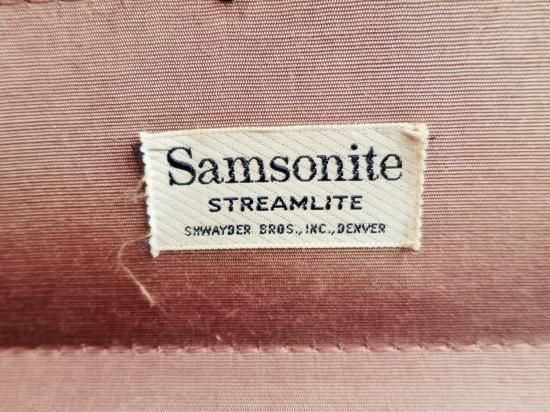 Samsonite
STREAMLITE
SHWAYDER BROS., INC., DENVER